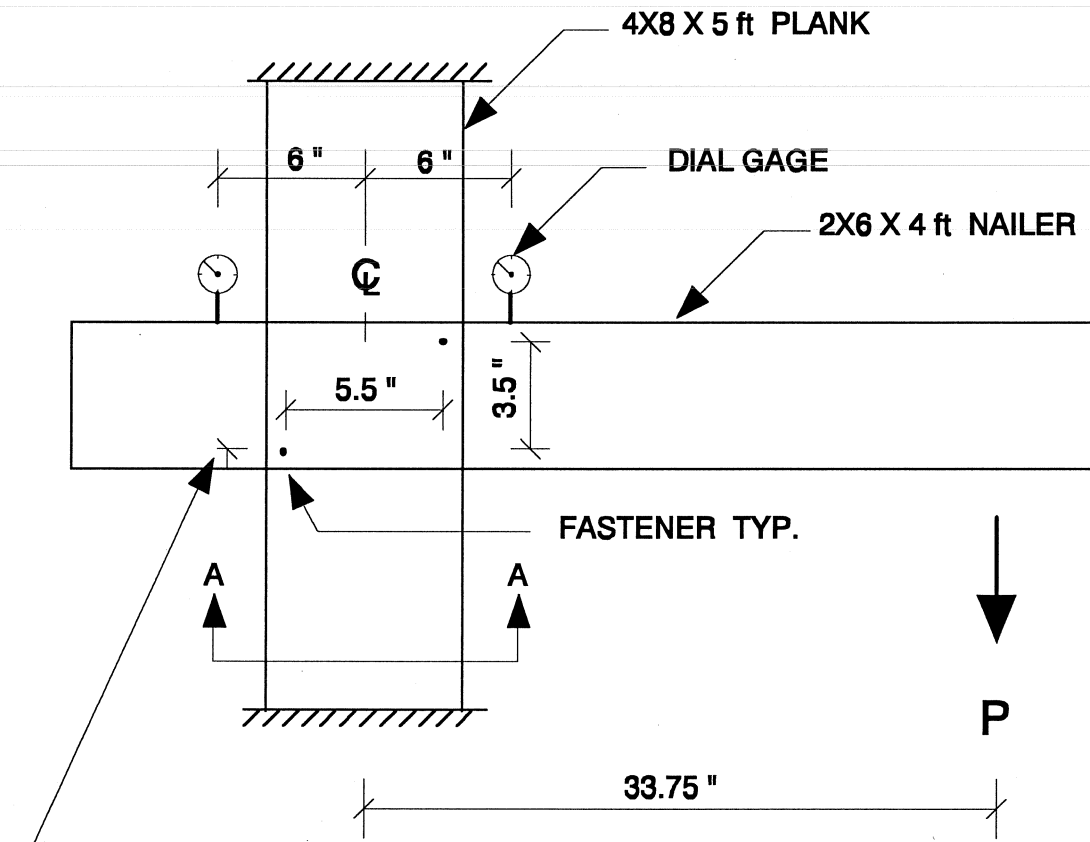 4X8 X 5 ft PLANK
6 " 6 "
DIAL GAGE
2X6 X 4 ft NAILER
CL
5.5 "
3.5 "
FASTENER TYP.
A A
P
33.75 "